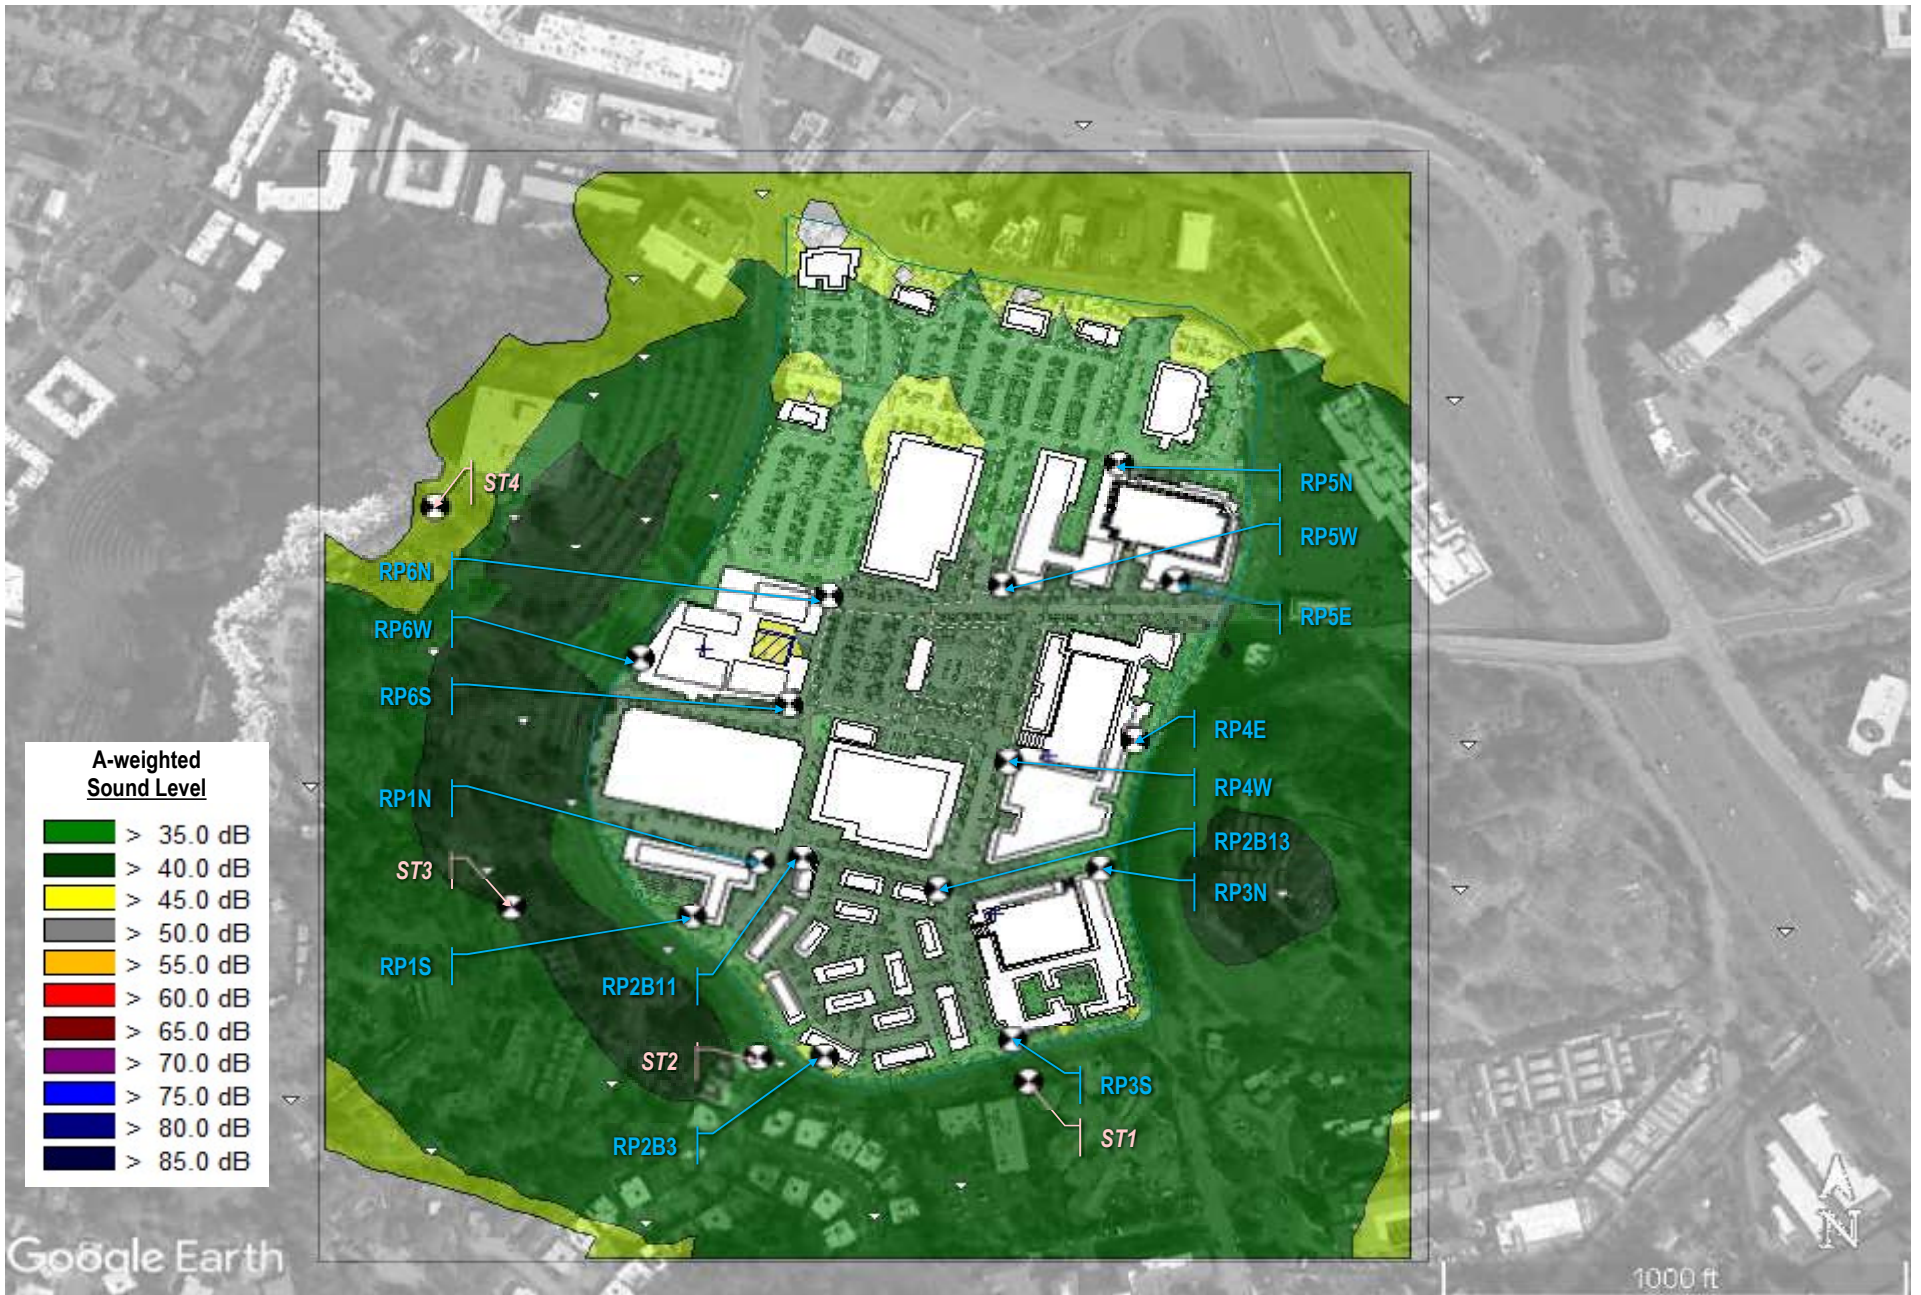 ST4
RP5N
RP5W
RP6N
RP5E
RP6W
RP6S
RP4E
A-weighted
Sound Level
> 35.0 dB
> 40.0 dB
> 45.0 dB
> 50.0 dB
> 55.0 dB
> 60.0 dB
> 65.0 dB
> 70.0 dB
> 75.0 dB
> 80.0 dB
> 85.0 dB
RP1N
RP4W
RP2B13
ST3
RP3N
RP1S
RP2B11
ST2
RP3S
RP2B3
ST1
N
Google Earth
1000 ft